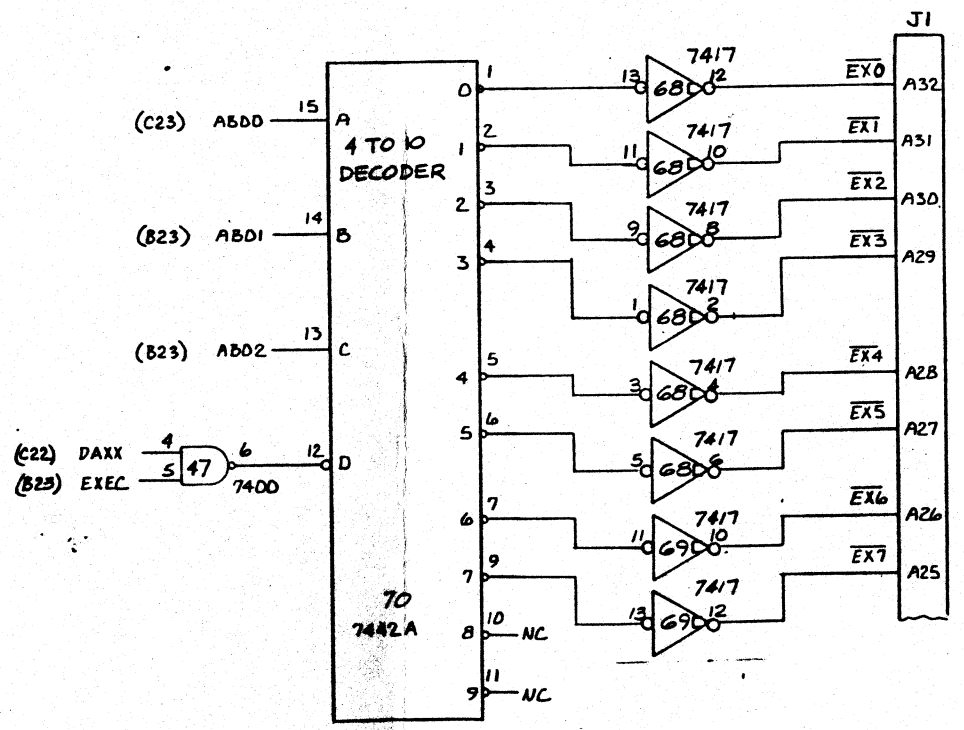 J1
7417
1
0
13
68
12
EX0
A32
(C23) ABD0 15 A
4 TO 10
DECODER
2
1
7417
11
68
10
EX1
A31
3
2
7417
9
68
8
EX2
A30
(B23) ABD1 14 B
4
3
7417
1
68
2
EX3
A29
(B23) ABD2 13 C
5
4
7417
3
68
4
EX4
A28
6
5
7417
5
68
6
EX5
A27
(C22) DAXX 4
(B23) EXEC 5
47
6
7400
12 D
7
6
7417
11
69
10
EX6
A26
9
7
7417
13
69
12
EX7
A25
70
7442A
10
8
NC
11
9
NC